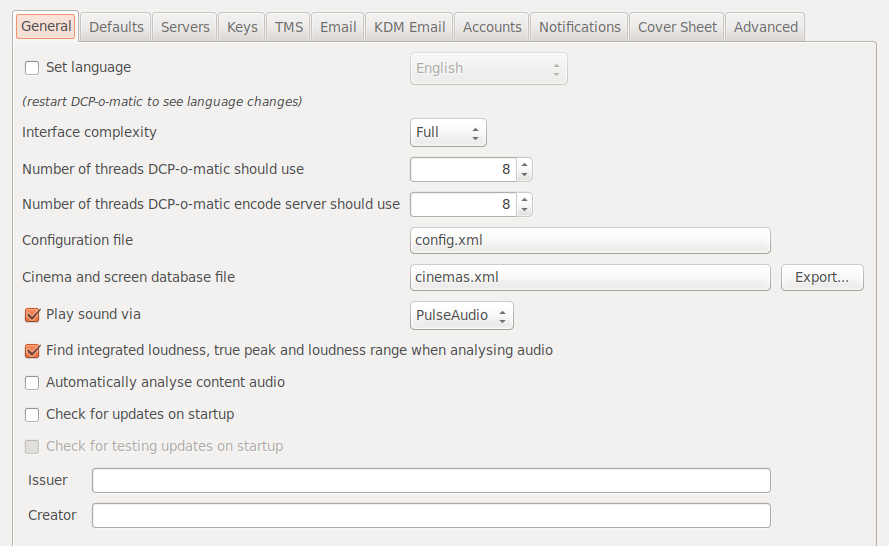 General Defaults Servers Keys TMS Email KDM Email Accounts Notifications Cover Sheet Advanced
Set language English
(restart DCP-o-matic to see language changes)
Interface complexity Full
Number of threads DCP-o-matic should use 8
Number of threads DCP-o-matic encode server should use 8
Configuration file config.xml
Cinema and screen database file cinemas.xml Export...
Play sound via PulseAudio
Find integrated loudness, true peak and loudness range when analysing audio
Automatically analyse content audio
Check for updates on startup
Check for testing updates on startup
Issuer
Creator